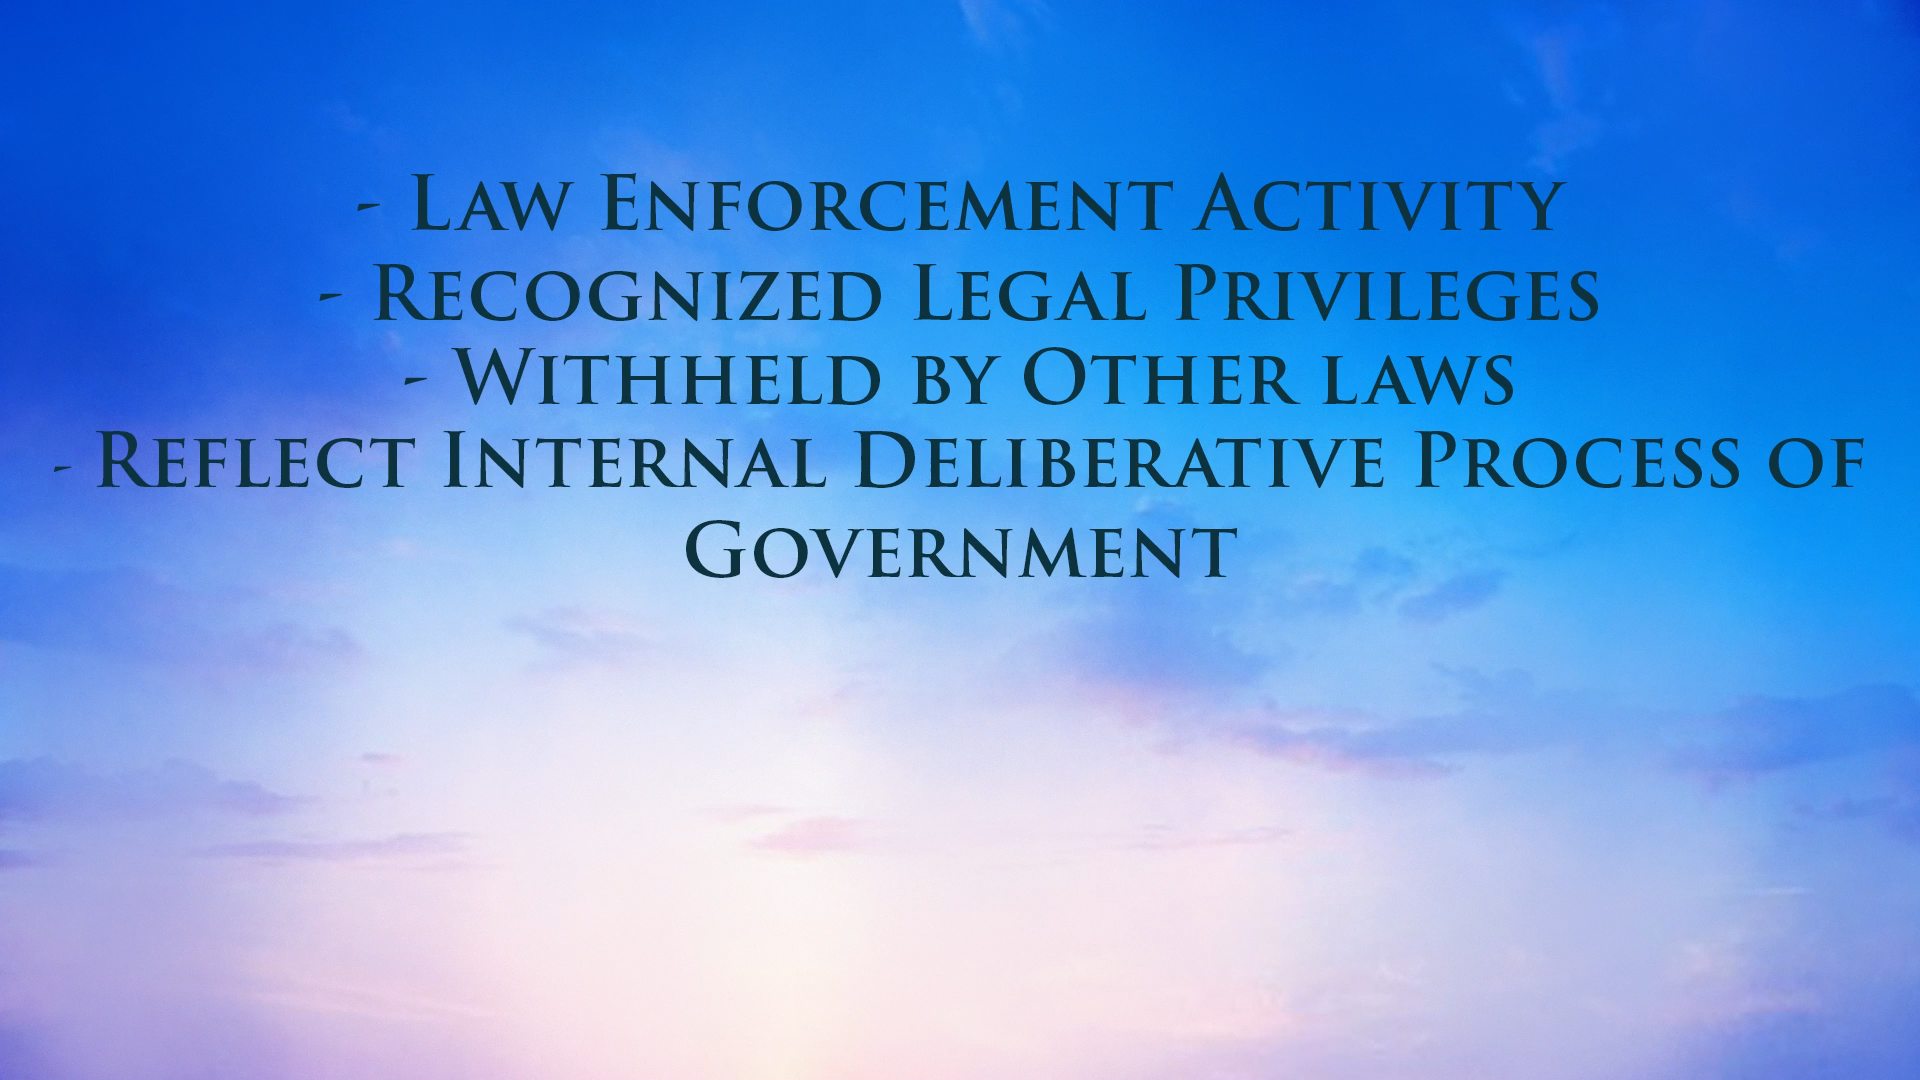 - Law Enforcement Activity
- Recognized Legal Privileges
- Withheld by Other laws
- Reflect Internal Deliberative Process of
Government